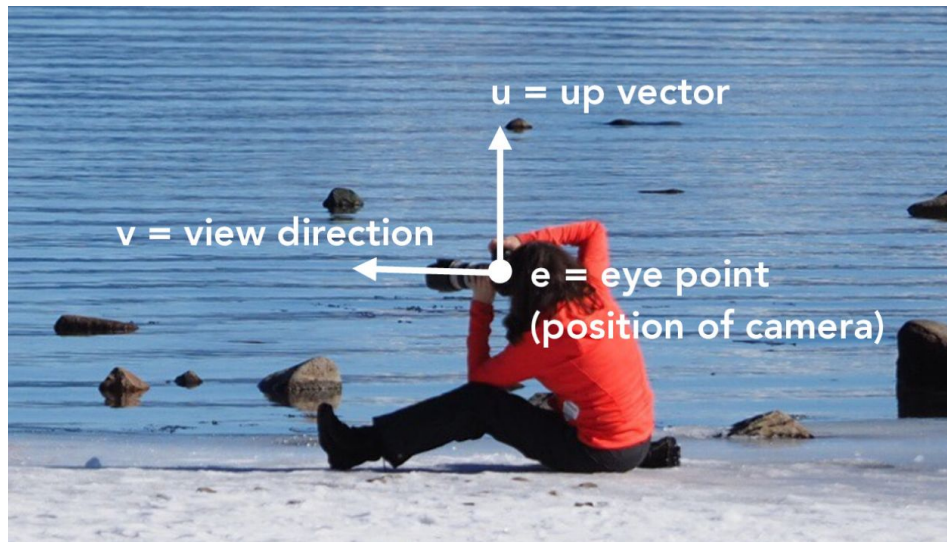 u = up vector
v = view direction
e = eye point
(position of camera)